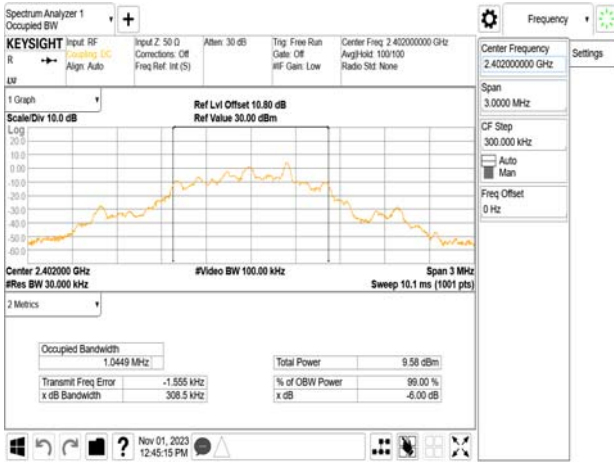 Spectrum Analyzer 1
Occupied BW
Frequency
KEYSIGHT
R
Input: RF
Coupling: DC
Align: Auto
Input Z: 50 Ω
Corrections: Off
Freq Ref: Int (S)
Atten: 30 dB
Trig: Free Run
Gate: Off
#IF Gain: Low
Center Freq: 2.402000000 GHz
Avg|Hold: 100/100
Radio Std: None
LXI
Center Frequency
2.402000000 GHz
Settings
Span
3.0000 MHz
CF Step
300.000 kHz
Auto
Man
Freq Offset
0 Hz
1 Graph
Scale/Div 10.0 dB
Ref Lvl Offset 10.80 dB
Ref Value 30.00 dBm
Log
20.0
10.0
0.00
-10.0
-20.0
-30.0
-40.0
-50.0
-60.0
Center 2.402000 GHz
#Res BW 30.000 kHz
#Video BW 100.00 kHz
Span 3 MHz
Sweep 10.1 ms (1001 pts)
2 Metrics
Occupied Bandwidth
1.0449 MHz
Total Power 9.58 dBm
Transmit Freq Error -1.555 kHz
% of OBW Power 99.00 %
x dB Bandwidth 308.5 kHz
x dB -6.00 dB
Nov 01, 2023
12:45:15 PM